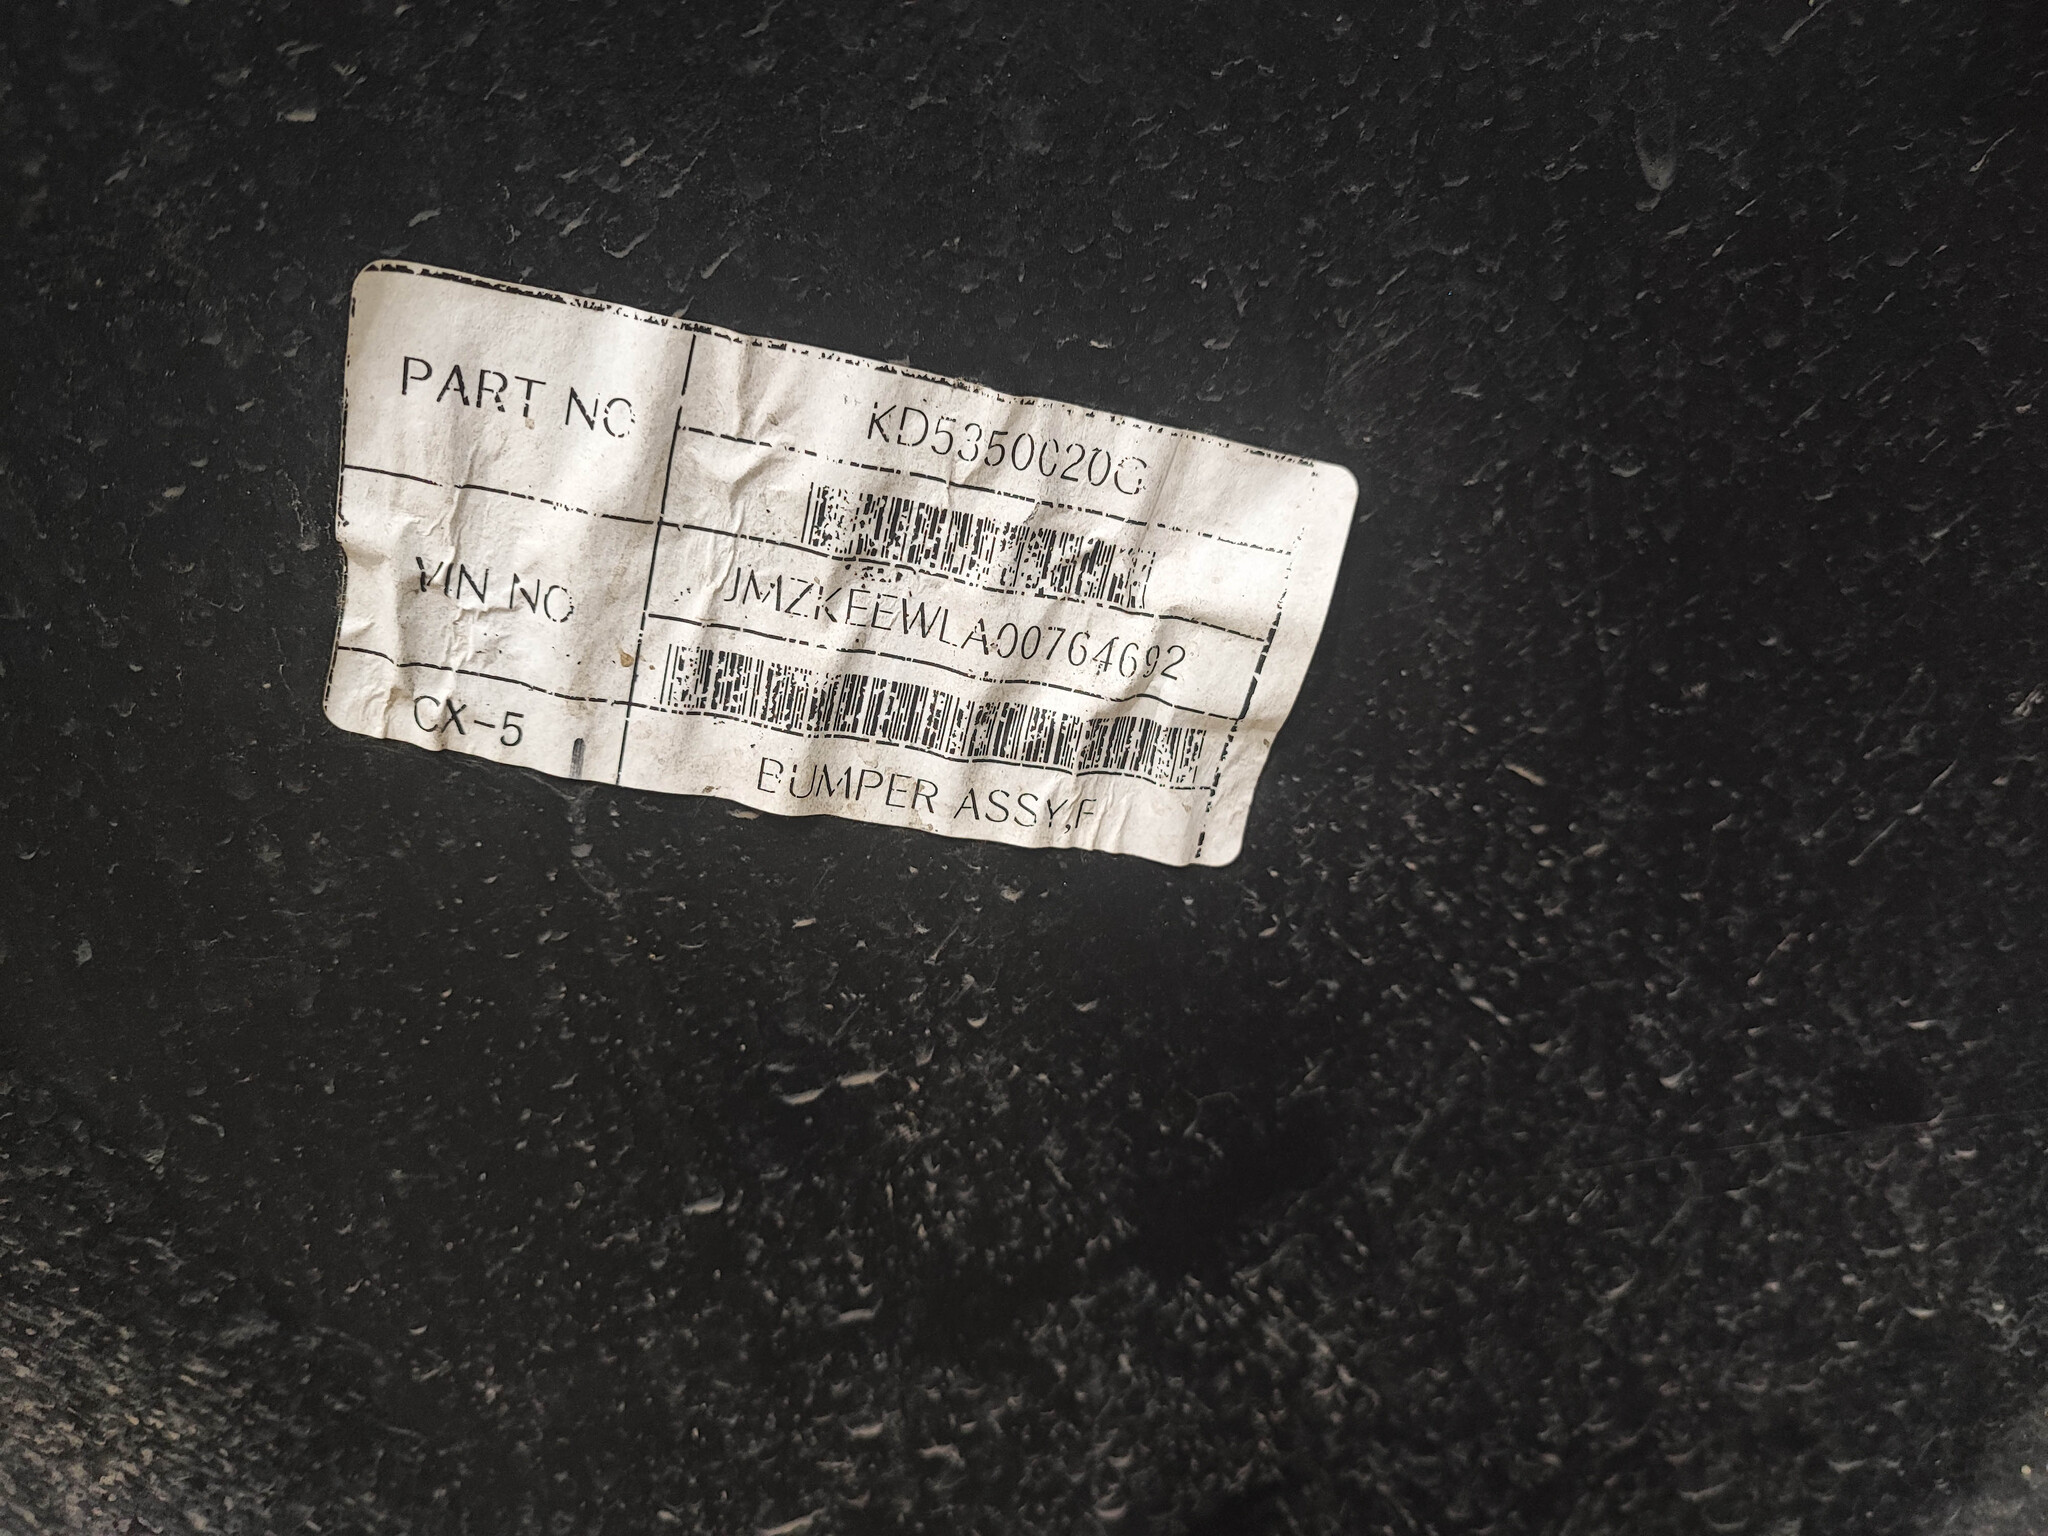 PART NO
KD5350020G
VIN NO
JMZKEEWLA00764692
CX-5
BUMPER ASSY,F